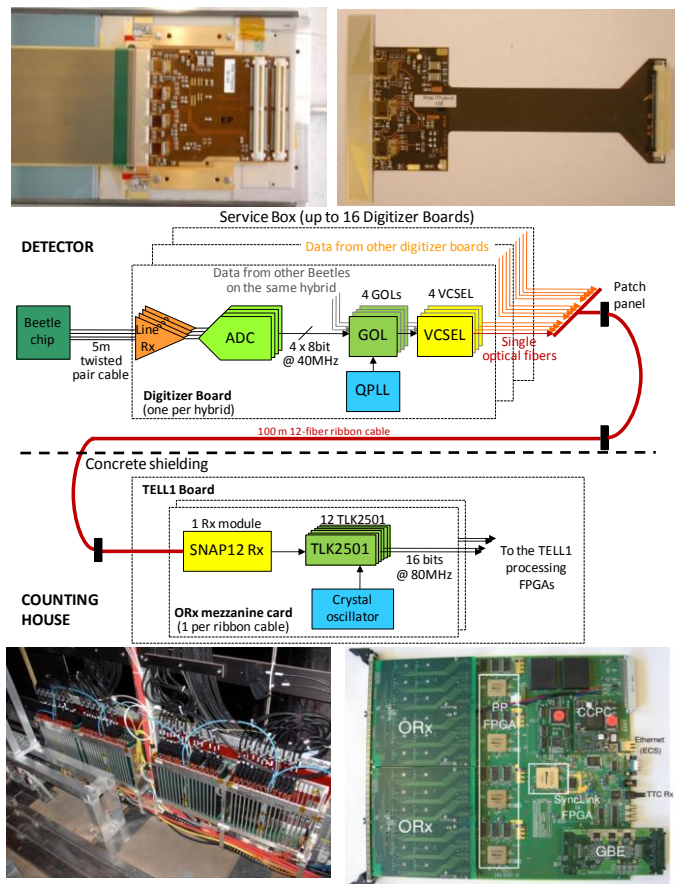 EP
Service Box (up to 16 Digitizer Boards)
DETECTOR
Data from other digitizer boards
Data from other Beetles
on the same hybrid
4 GOLs
4 VCSEL
Patch
panel
Beetle
chip
Line
Rx
ADC
GOL
VCSEL
5m
twisted
pair cable
4 x 8bit
@ 40MHz
Single
optical fibers
QPLL
Digitizer Board
(one per hybrid)
100 m 12-fiber ribbon cable
Concrete shielding
TELL1 Board
1 Rx module
12 TLK2501
SNAP12 Rx
TLK2501
16 bits
@ 80MHz
To the TELL1
processing
FPGAs
Crystal
oscillator
ORx mezzanine card
(1 per ribbon cable)
COUNTING
HOUSE
ORx
PP
FPGA
CCPC
Ethernet
(ECS)
SyncLink
FPGA
TTC Rx
ORx
GBE